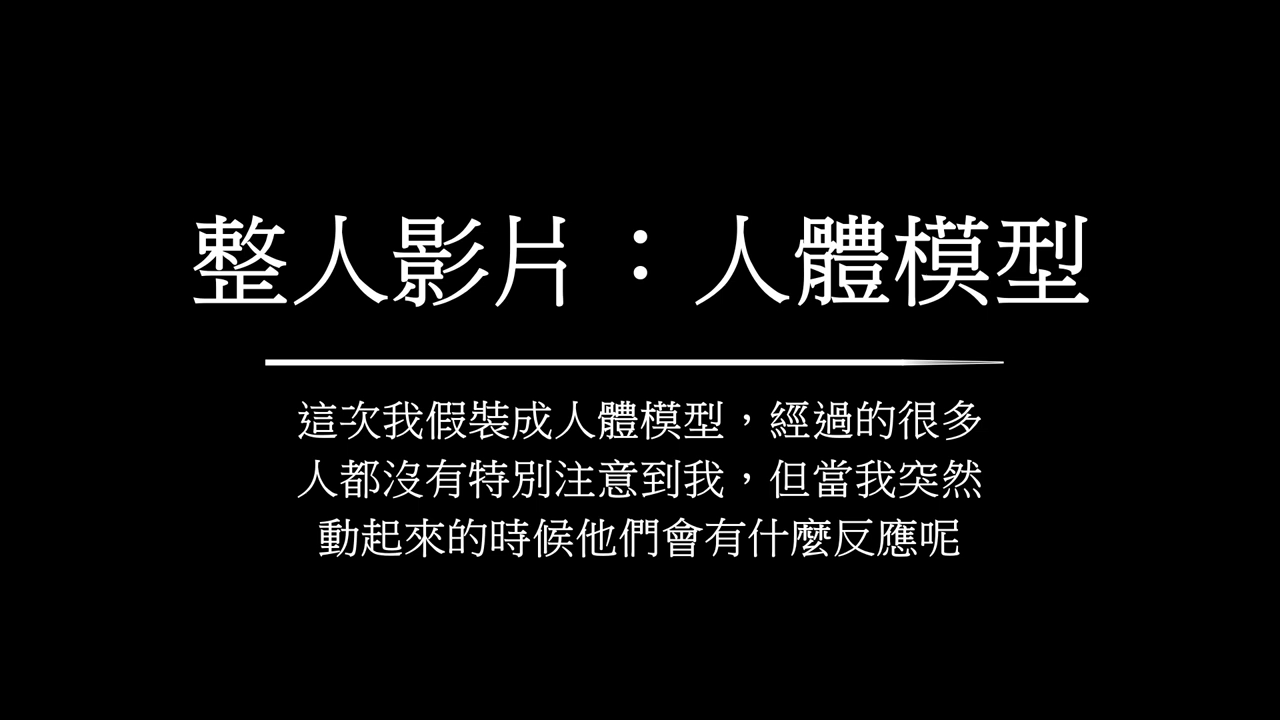 整人影片：人體模型
這次我假裝成人體模型，經過的很多
人都沒有特別注意到我，但當我突然
動起來的時候他們會有什麼反應呢